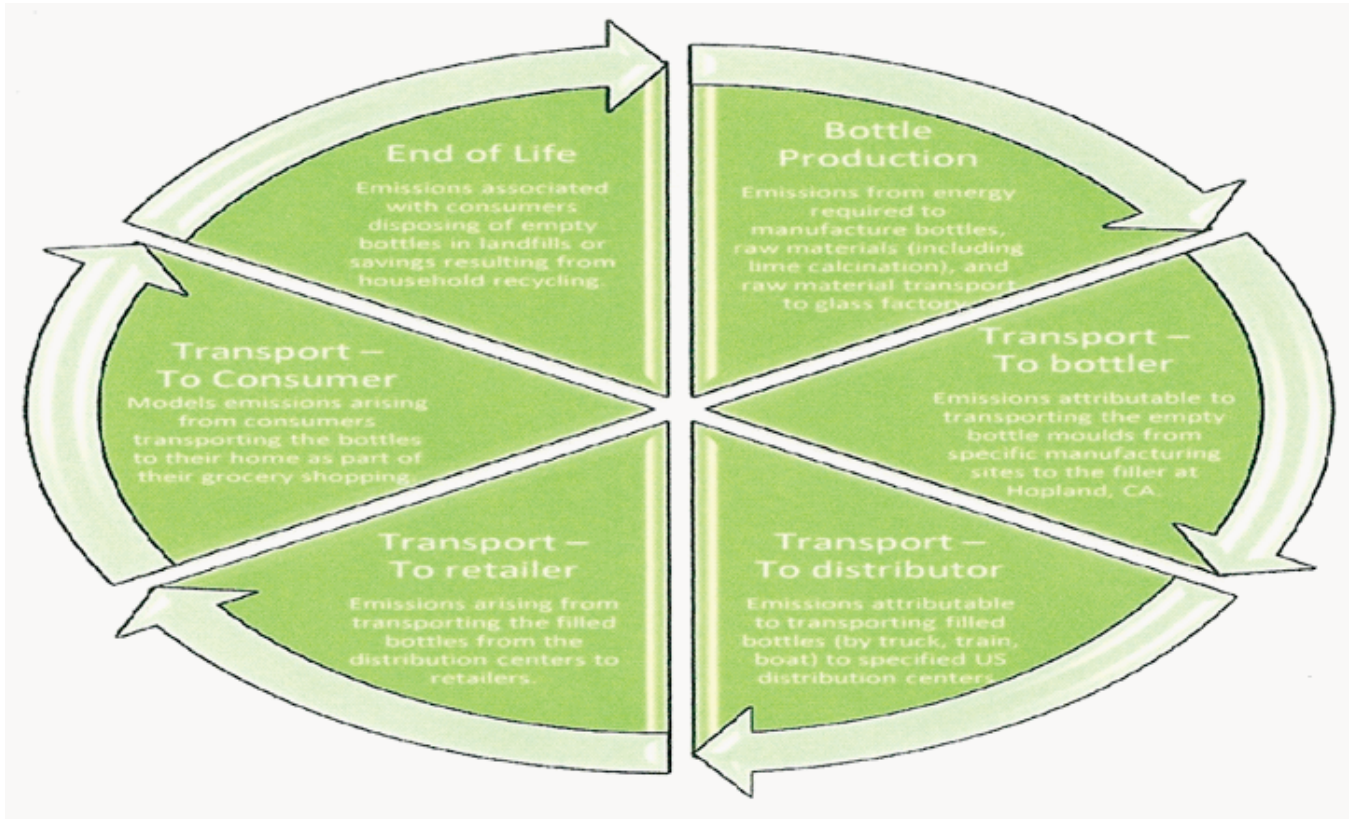 Bottle
Production
Emissions from energy
required to
manufacture bottles,
raw materials (including
lime calcination), and
raw material transport
to glass factory.
Transport –
To bottler
Emissions attributable to
transporting the empty
bottle moulds from
specific manufacturing
sites to the filler at
Hopland, CA.
Transport –
To distributor
Emissions attributable
to transporting filled
bottles (by truck, train,
boat) to specified US
distribution centers.
Transport –
To retailer
Emissions arising from
transporting the filled
bottles from the
distribution centers to
retailers.
Transport –
To Consumer
Models emissions arising
from consumers
transporting the bottles
to their home as part of
their grocery shopping.
End of Life
Emissions associated
with consumers
disposing of empty
bottles in landfills or
savings resulting from
household recycling.